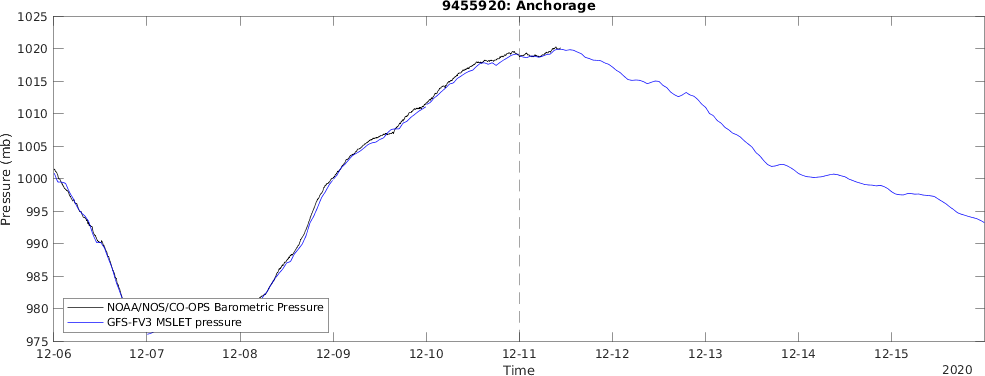 9455920: Anchorage
1025
1020
1015
1010
1005
1000
995
990
985
980
975
Pressure (mb)
NOAA/NOS/CO-OPS Barometric Pressure
GFS-FV3 MSLET pressure
12-06 12-07 12-08 12-09 12-10 12-11 12-12 12-13 12-14 12-15
Time
2020